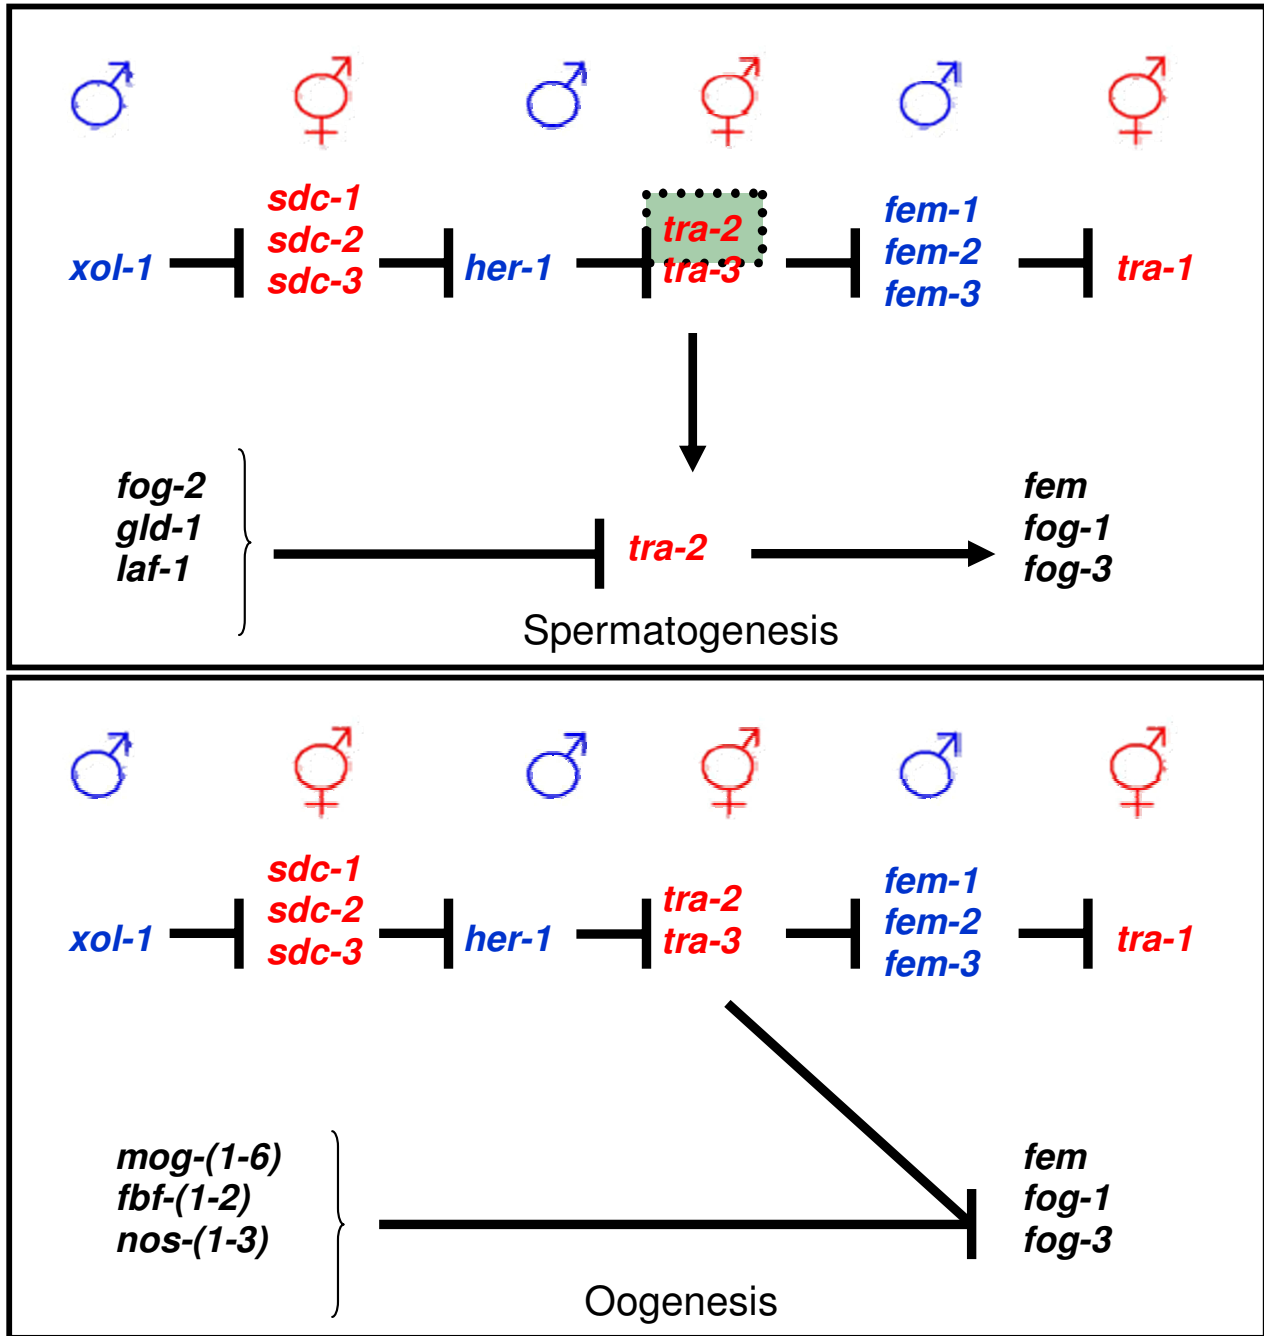 sdc-1
sdc-2
sdc-3
xol-1
her-1
tra-2
tra-3
fem-1
fem-2
fem-3
tra-1
fog-2
gld-1
laf-1
tra-2
fem
fog-1
fog-3
Spermatogenesis
sdc-1
sdc-2
sdc-3
xol-1
her-1
tra-2
tra-3
fem-1
fem-2
fem-3
tra-1
mog-(1-6)
fbf-(1-2)
nos-(1-3)
fem
fog-1
fog-3
Oogenesis